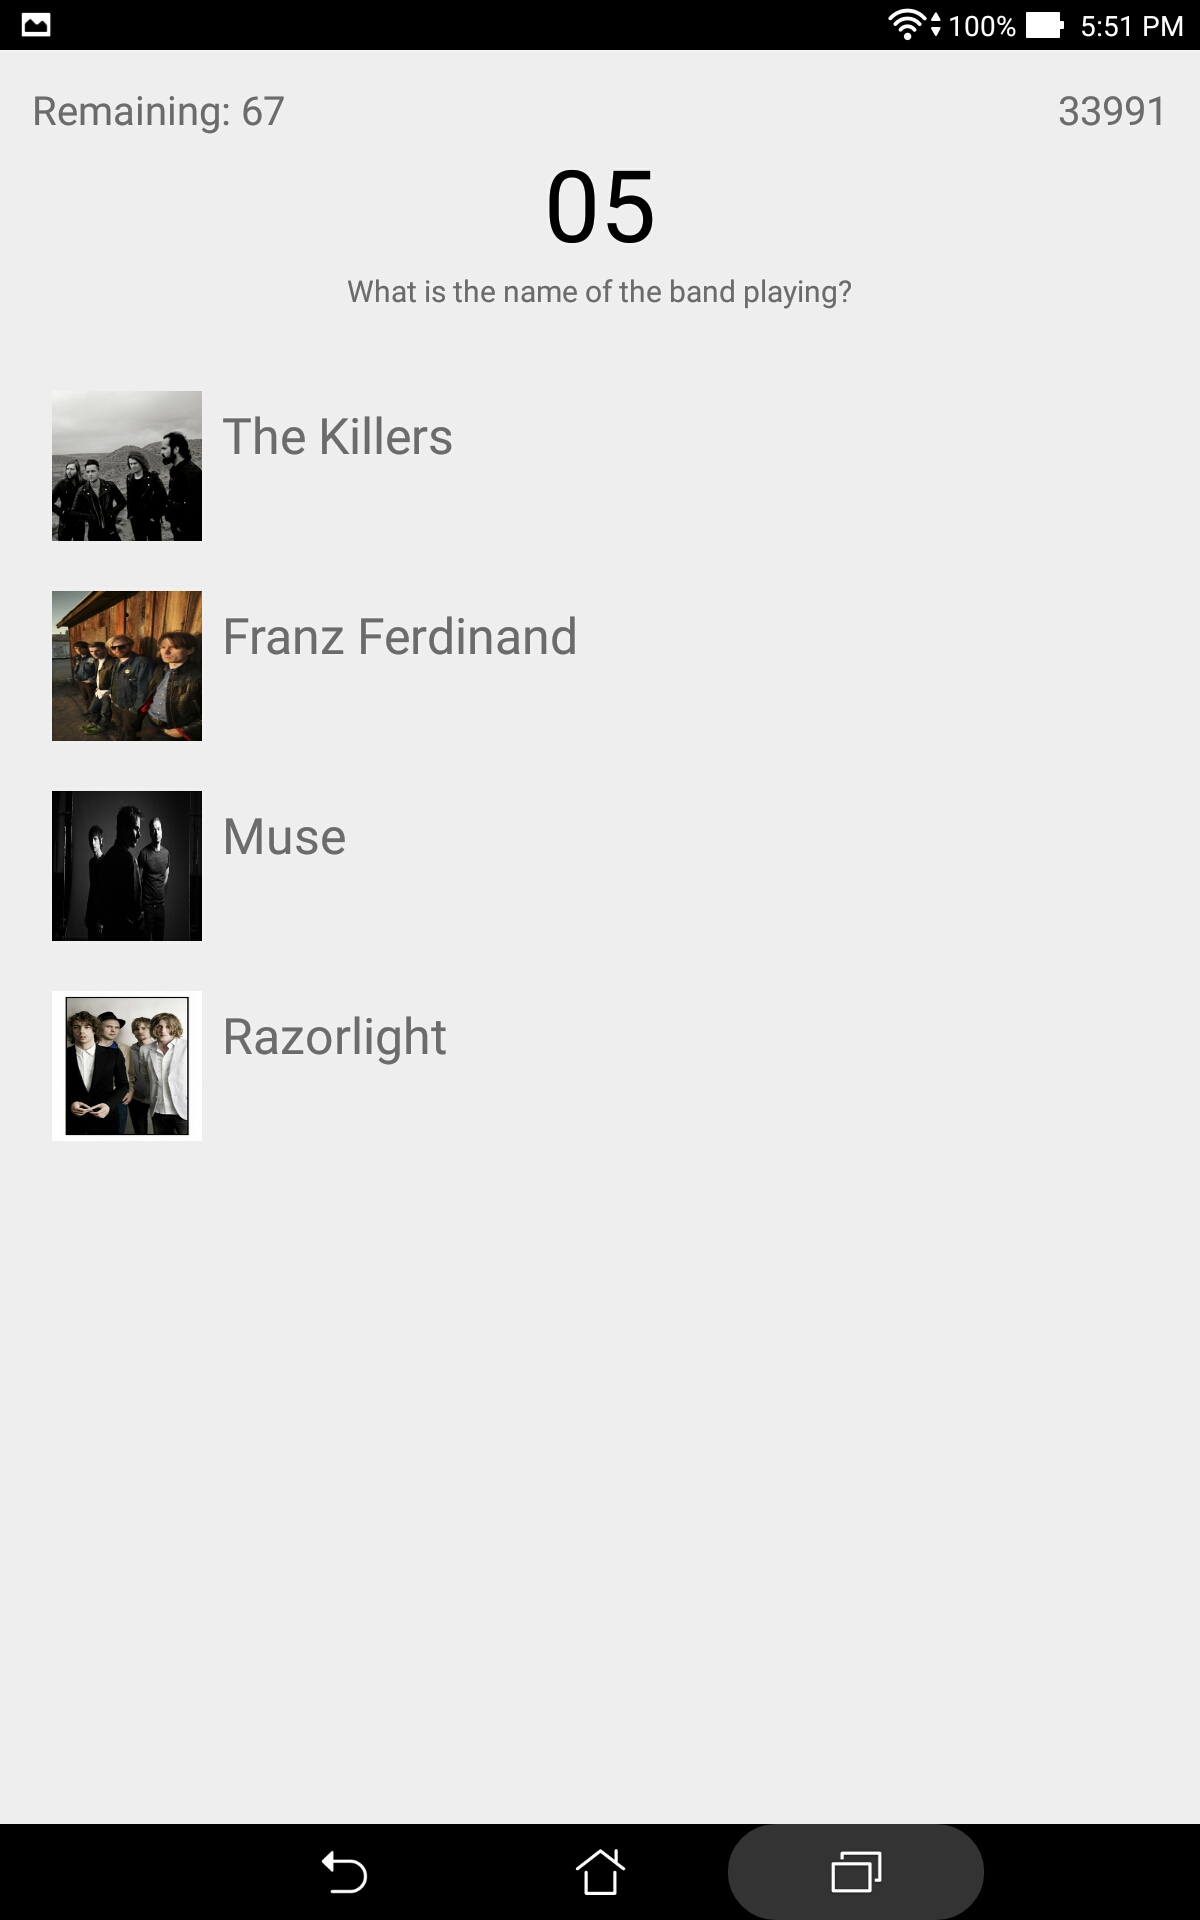 100% 5:51 PM
Remaining: 67 33991
05
What is the name of the band playing?
The Killers
Franz Ferdinand
Muse
Razorlight